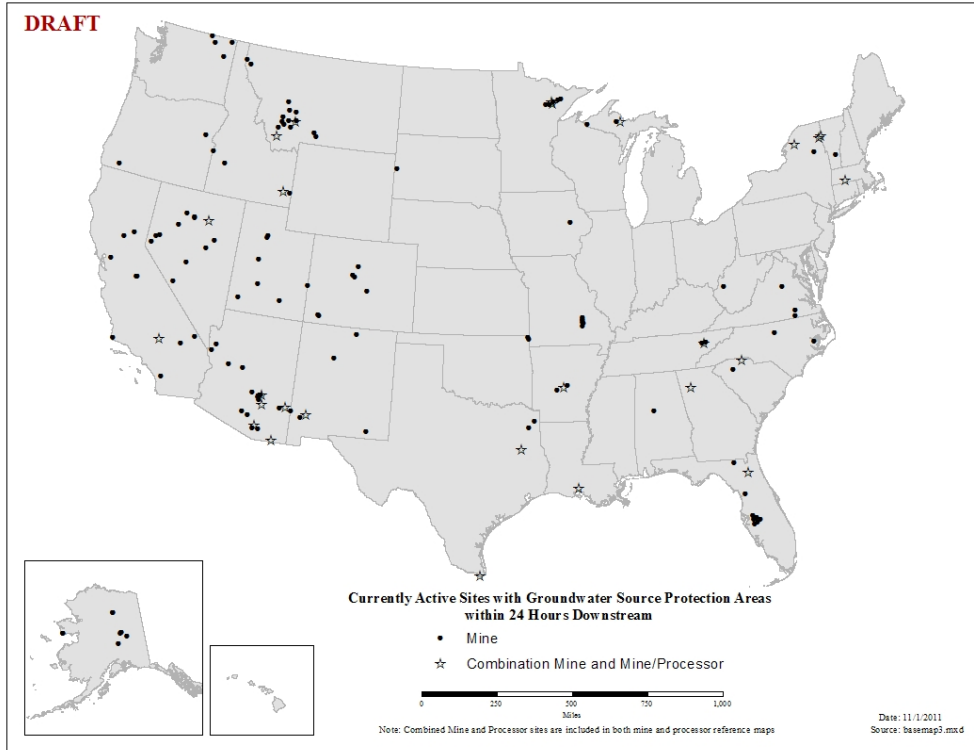 DRAFT
Currently Active Sites with Groundwater Source Protection Areas
within 24 Hours Downstream
Mine
Combination Mine and Mine/Processor
0 250 500 750 1,000
Miles
Note: Combined Mine and Processor sites are included in both mine and processor reference maps
Date: 11/1/2011
Source: basemap3.mxd